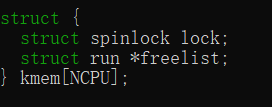 struct {
  struct spinlock lock;
  struct run *freelist;
} kmem[NCPU];